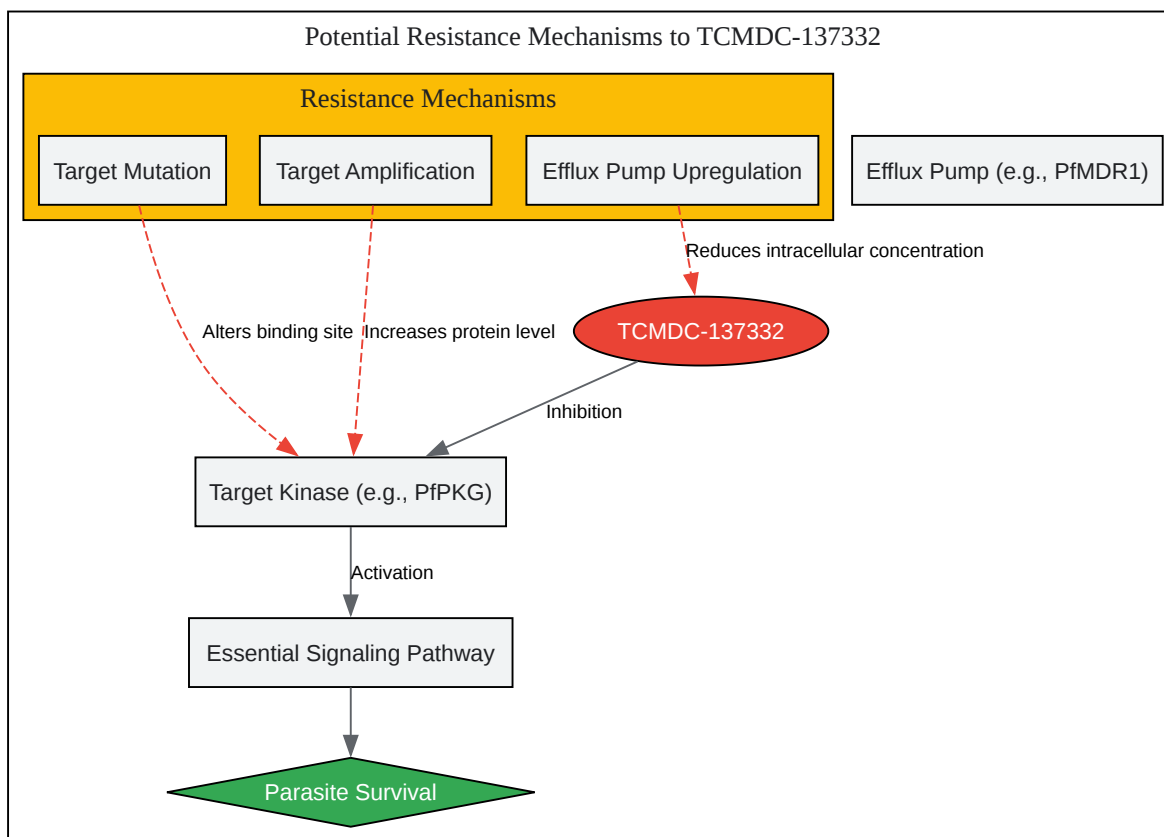 Potential Resistance Mechanisms to TCMDC-137332
Resistance Mechanisms
Target Mutation
Target Amplification
Efflux Pump Upregulation
Efflux Pump (e.g., PfMDR1)
Reduces intracellular concentration
Alters binding site
Increases protein level
TCMDC-137332
Inhibition
Target Kinase (e.g., PfPKG)
Activation
Essential Signaling Pathway
Parasite Survival